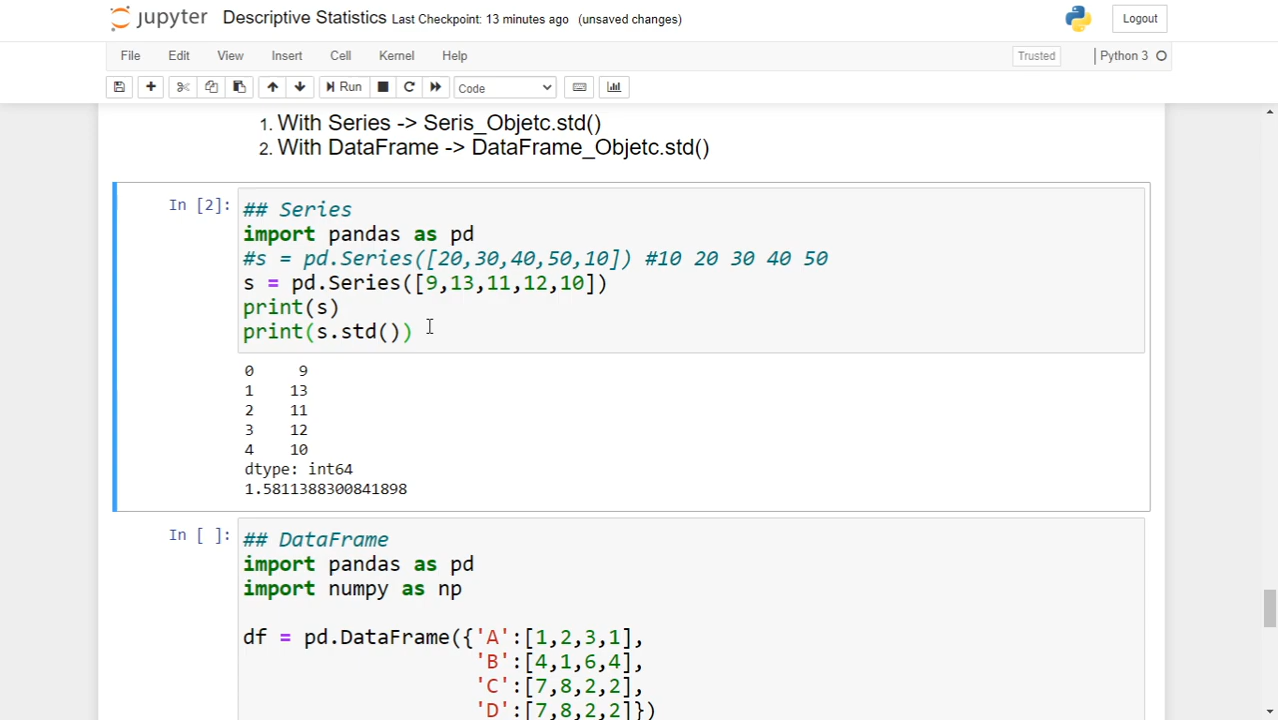 jupyter Descriptive Statistics Last Checkpoint: 13 minutes ago (unsaved changes) Logout
File Edit View Insert Cell Kernel Help Trusted Python 3
Run Code
1. With Series -> Seris_Objetc.std()
2. With DataFrame -> DataFrame_Objetc.std()
In [2]: ## Series
import pandas as pd
#s = pd.Series([20,30,40,50,10]) #10 20 30 40 50
s = pd.Series([9,13,11,12,10])
print(s)
print(s.std())
0 9
1 13
2 11
3 12
4 10
dtype: int64
1.5811388300841898
In [ ]: ## DataFrame
import pandas as pd
import numpy as np
df = pd.DataFrame({'A':[1,2,3,1],
'B':[4,1,6,4],
'C':[7,8,2,2],
'D':[7,8,2,2]})